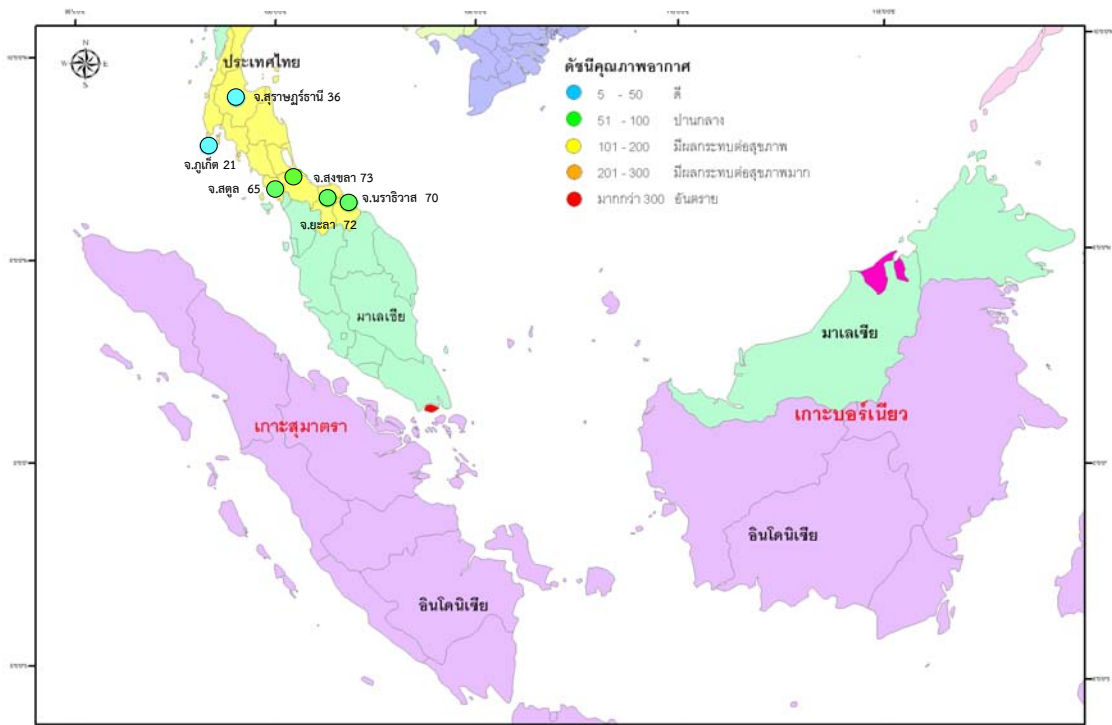 N
W
E
S
ประเทศไทย
จ.สุราษฎร์ธานี 36
จ.ภูเก็ต 21
จ.สตูล 65
จ.สงขลา 73
จ.นราธิวาส 70
จ.ยะลา 72
ดัชนีคุณภาพอากาศ
5 - 50 ดี
51 - 100 ปานกลาง
101 - 200 มีผลกระทบต่อสุขภาพ
201 - 300 มีผลกระทบต่อสุขภาพมาก
มากกว่า 300 อันตราย
มาเลเซีย
มาเลเซีย
เกาะสุมาตรา
เกาะบอร์เนียว
อินโดนิเซีย
อินโดนิเซีย